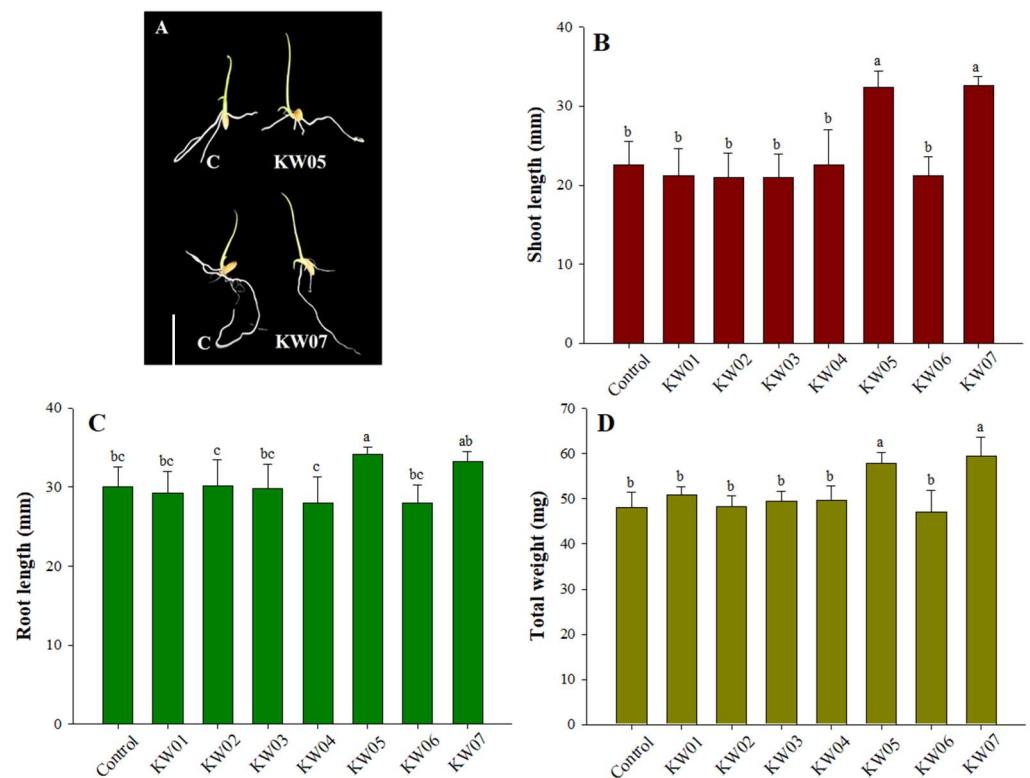 A
C
KW05
C
KW07
B
Shoot length (mm)
40
30
20
10
0
b
b
b
b
b
a
b
a
Control
KW01
KW02
KW03
KW04
KW05
KW06
KW07
C
Root length (mm)
40
30
20
10
0
bc
bc
c
bc
c
a
bc
ab
Control
KW01
KW02
KW03
KW04
KW05
KW06
KW07
D
Total weight (mg)
70
60
50
40
30
20
10
0
b
b
b
b
b
a
b
a
Control
KW01
KW02
KW03
KW04
KW05
KW06
KW07